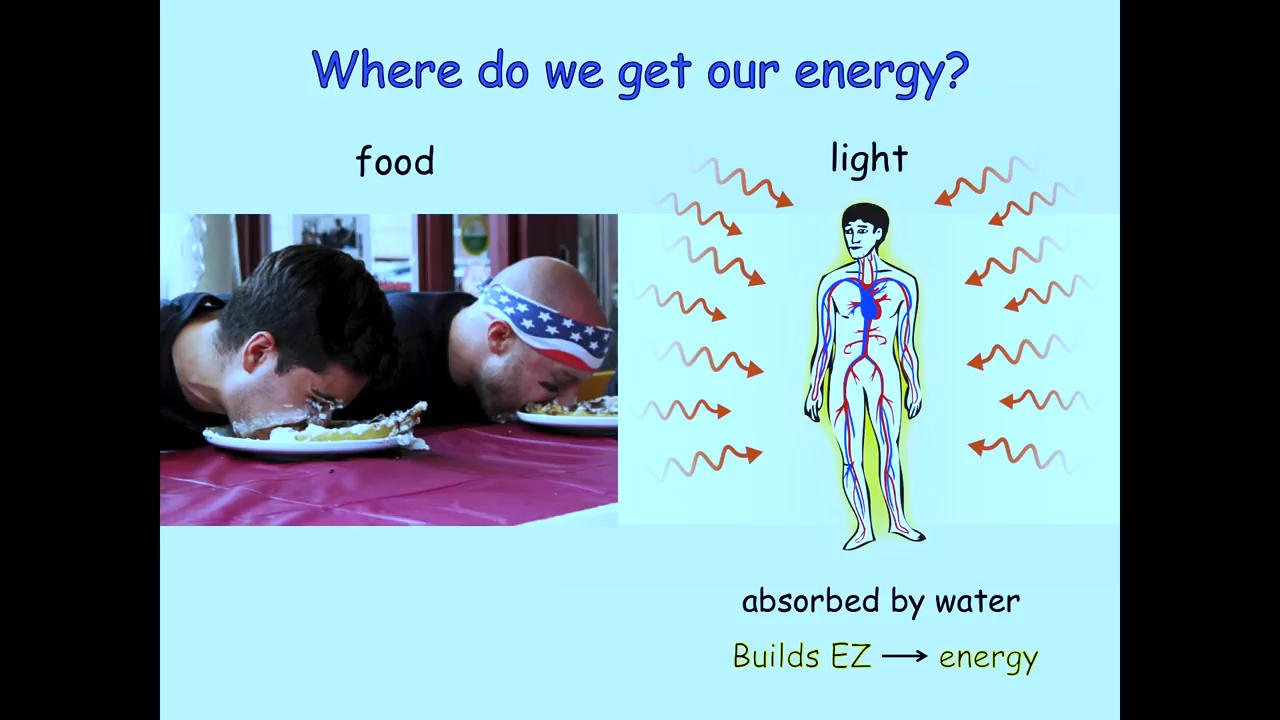 Where do we get our energy?
food
light
absorbed by water
Builds EZ → energy